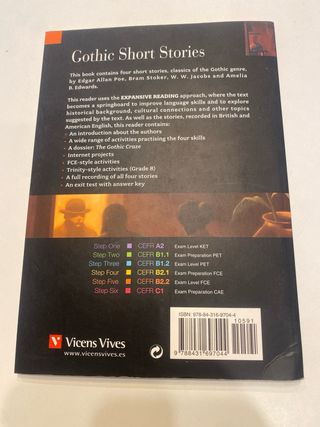 Gothic Short Stories
This book contains four short stories, classics of the Gothic genre,
by Edgar Allan Poe, Bram Stoker, W. W. Jacobs and Amelia
B. Edwards.
This reader uses the EXPANSIVE READING approach, where the text
becomes a springboard to improve language skills and to explore
historical background, cultural connections and other topics
suggested by the text. As well as the stories, recorded in British and
American English, this reader contains:
• An introduction about the authors
• A wide range of activities practising the four skills
• A dossier: The Gothic Craze
• Internet projects
• FCE-style activities
• Trinity-style activities (Grade 8)
• A full recording of all four stories
• An exit test with answer key
Step One CEFR A2 Exam Level KET
Step Two CEFR B1.1 Exam Preparation PET
Step Three CEFR B1.2 Exam Level PET
Step Four CEFR B2.1 Exam Preparation FCE
Step Five CEFR B2.2 Exam Level FCE
Step Six CEFR C1 Exam Preparation CAE
ISBN: 978-84-316-9704-4
10591
9 788431 697044
Vicens Vives
www.vicensvives.es